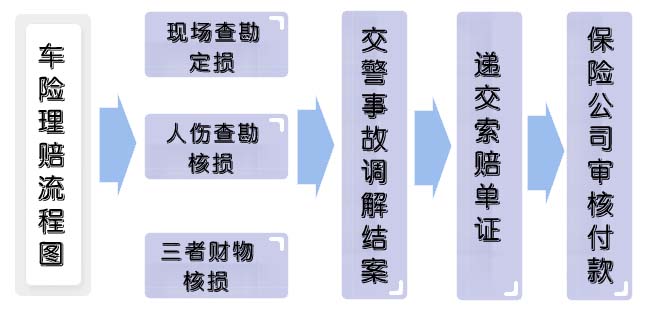 车险理赔流程图
现场查勘
定损
人伤查勘
核损
三者财物
核损
交警事故调解结案
递交索赔单证
保险公司审核付款